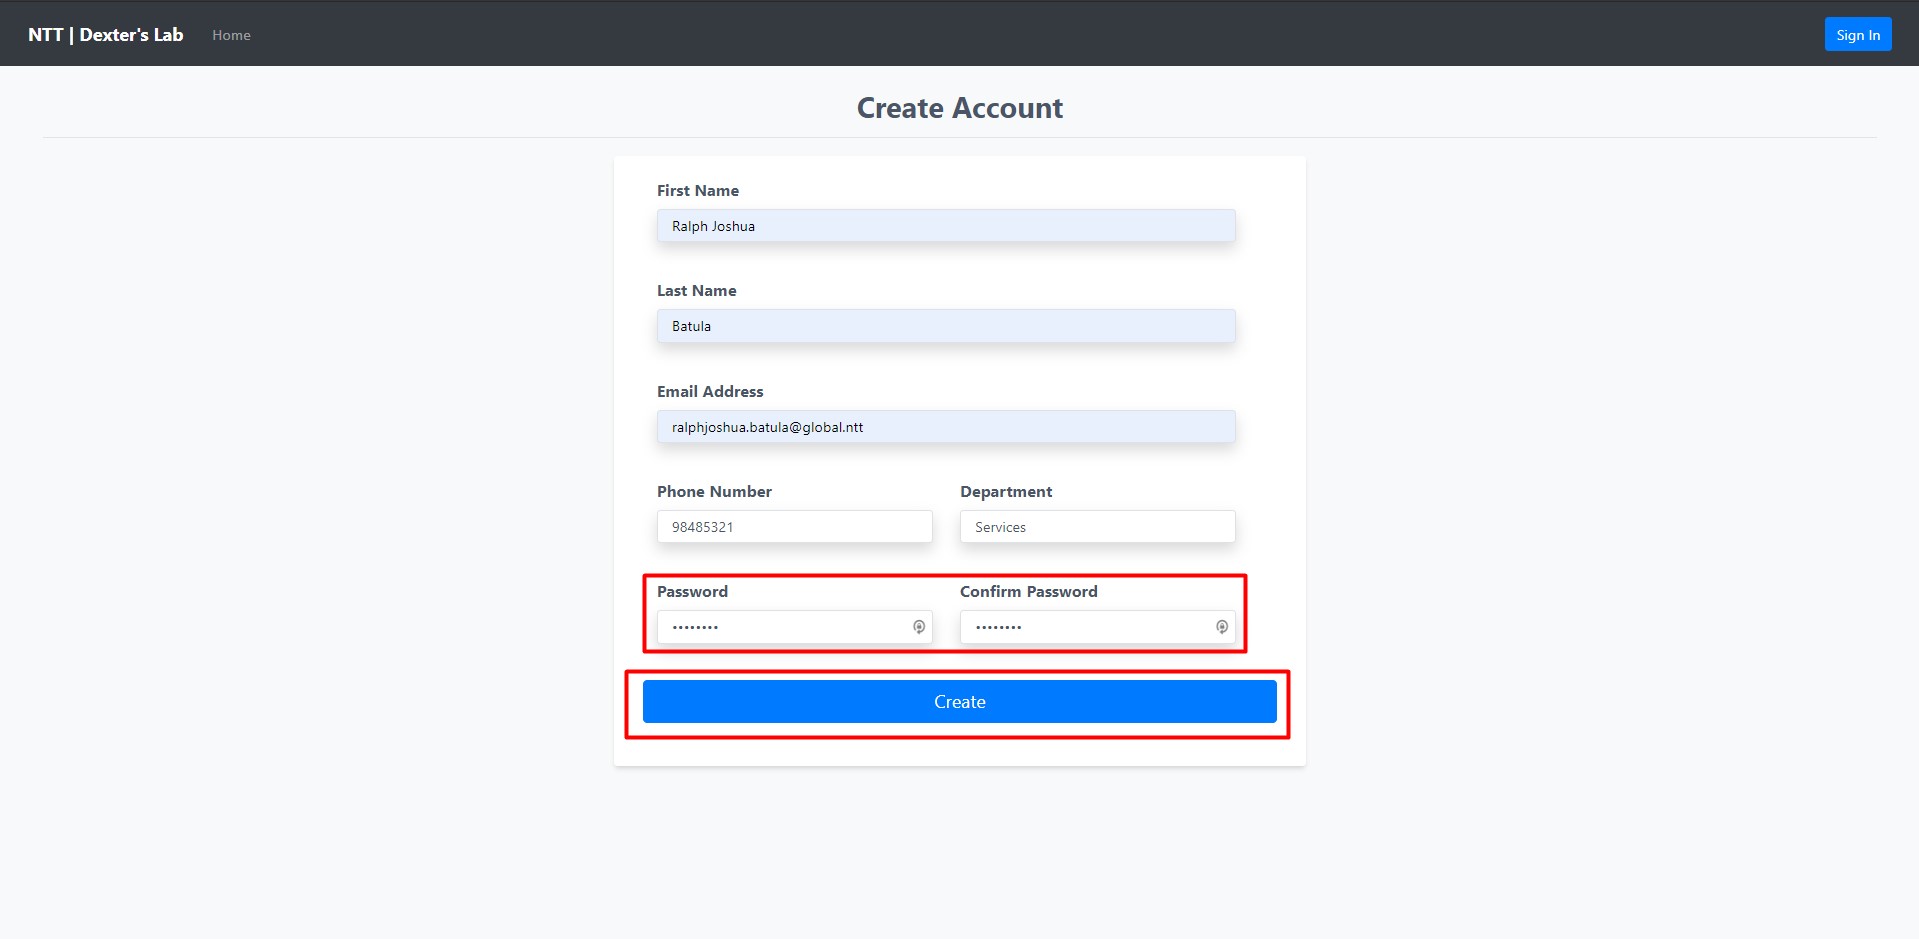 NTT | Dexter's Lab Home Sign In
Create Account
First Name
Ralph Joshua
Last Name
Batula
Email Address
ralphjoshua.batula@global.ntt
Phone Number Department
98485321 Services
Password Confirm Password
•••••••• ••••••••
Create